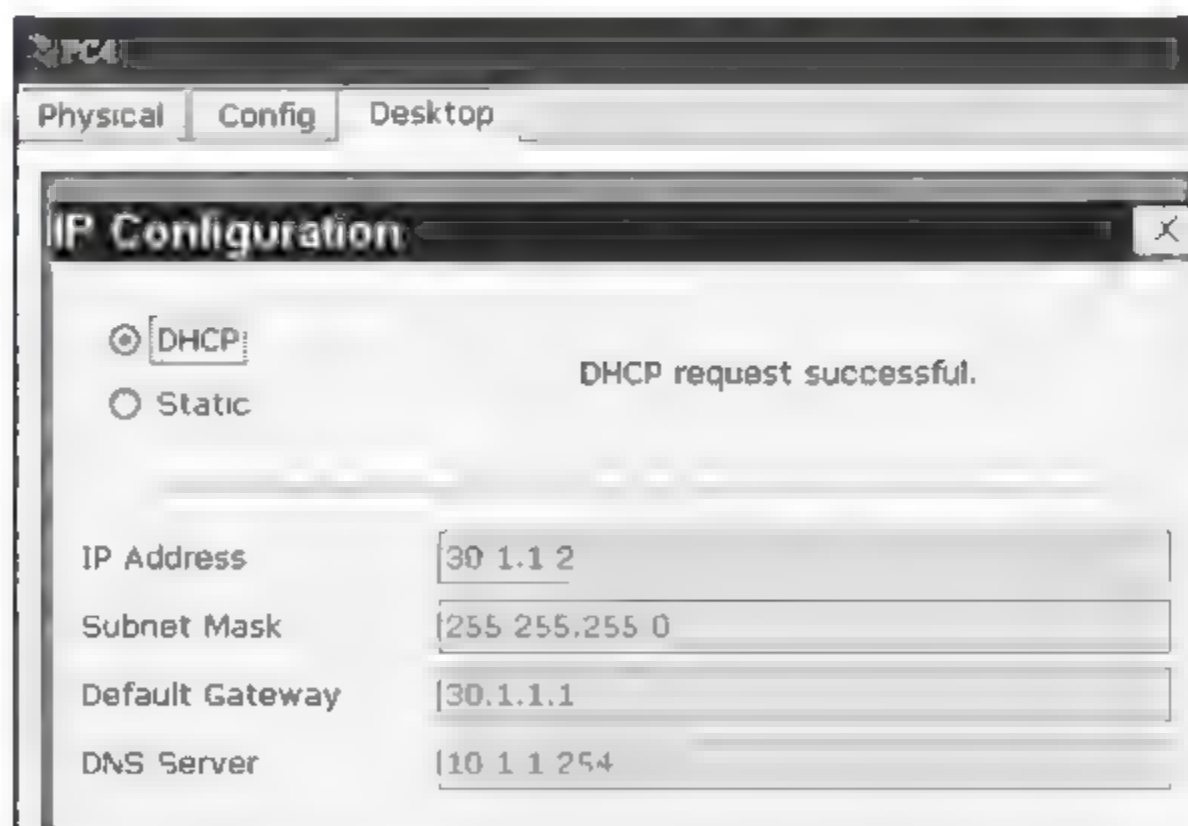 PC4
Physical Config Desktop
IP Configuration X
DHCP
DHCP request successful.
Static
IP Address 30 1.1 2
Subnet Mask 255 255.255 0
Default Gateway 30.1.1.1
DNS Server 10 1 1 254